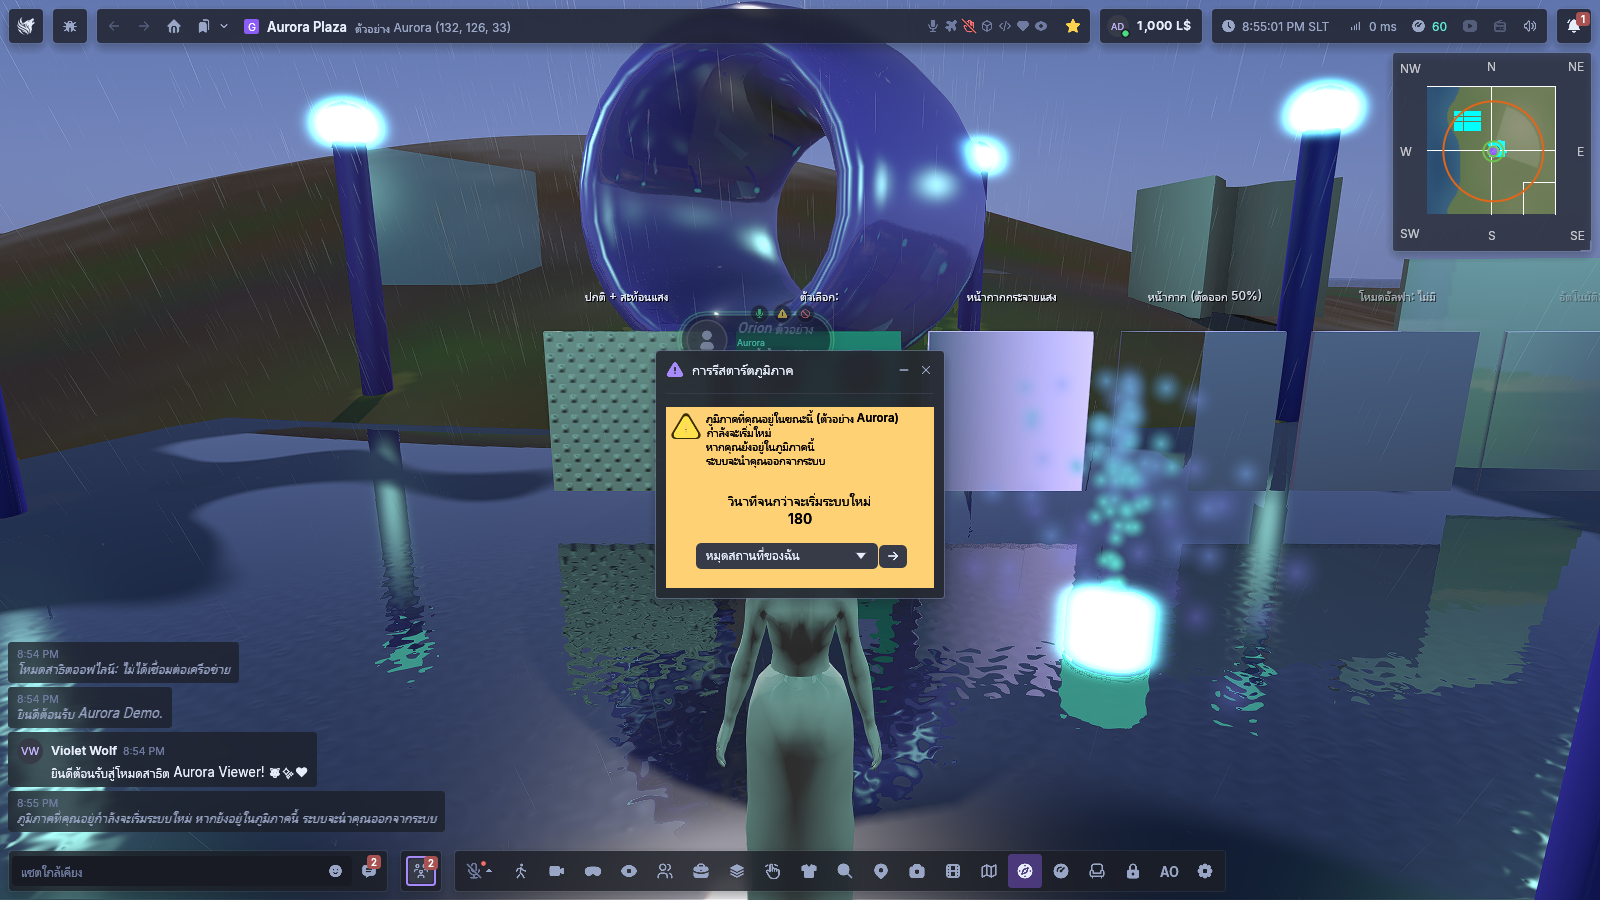 Aurora Plaza ตัวอย่าง Aurora (132, 126, 33)
AD 1,000 L$
8:55:01 PM SLT
0 ms
60
1
NW N NE
W E
SW S SE
ปกติ + สะท้อนแสง
ตัวเลือก:
หน้ากากกระจายแสง
หน้ากาก (ตัดออก 50%)
โหมดอัลฟา: ไม่มี
Orion ตัวอย่าง
Aurora
การรีสตาร์ตภูมิภาค
ภูมิภาคที่คุณอยู่ในขณะนี้ (ตัวอย่าง Aurora)
กำลังจะเริ่มใหม่
หากคุณยังอยู่ในภูมิภาคนี้
ระบบจะนำคุณออกจากระบบ
วินาทีจนกว่าจะเริ่มระบบใหม่
180
หมุดสถานที่ของฉัน
8:54 PM
โหมดสาธิตออฟไลน์: ไม่ได้เชื่อมต่อเครือข่าย
8:54 PM
ยินดีต้อนรับ Aurora Demo.
VW Violet Wolf 8:54 PM
ยินดีต้อนรับสู่โหมดสาธิต Aurora Viewer!
8:55 PM
ภูมิภาคที่คุณอยู่กำลังจะเริ่มระบบใหม่ หากยังอยู่ในภูมิภาคนี้ ระบบจะนำคุณออกจากระบบ
แชตใกล้เคียง
2
2
AO